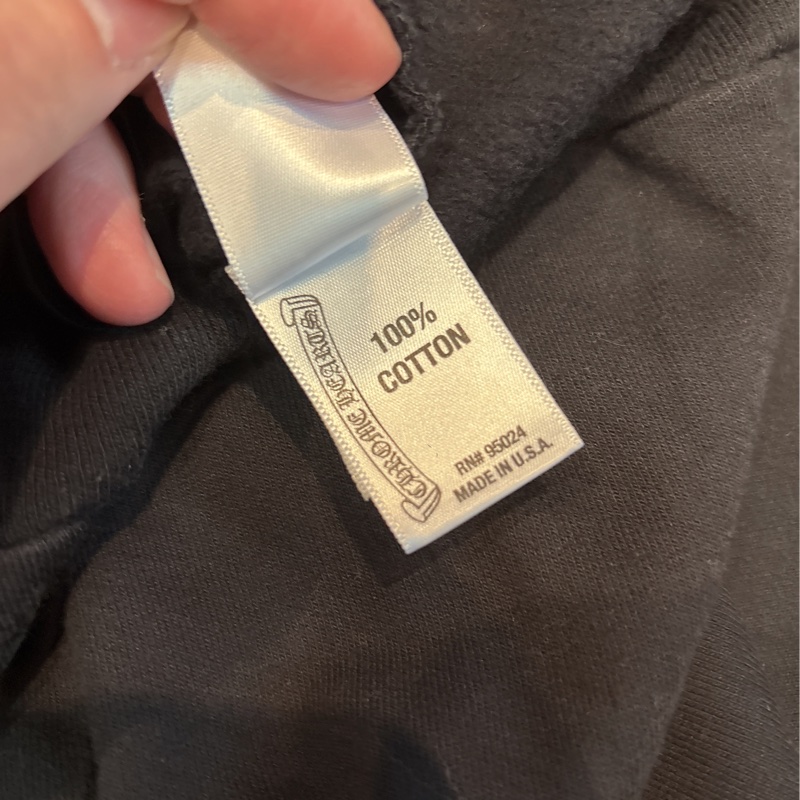 CHROME HEARTS
100%
COTTON
RN# 95024
MADE IN U.S.A.